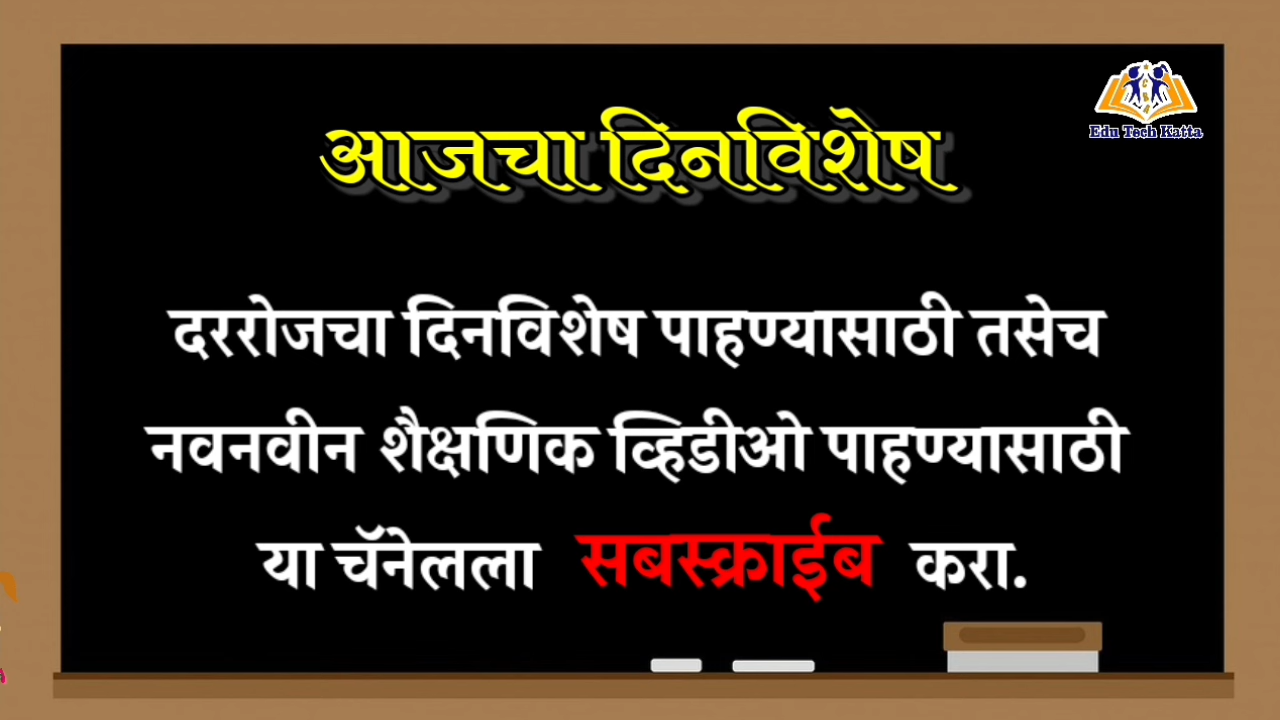 Edu Tech Katta
आजचा दिनविशेष
दररोजचा दिनविशेष पाहण्यासाठी तसेच
नवनवीन शैक्षणिक व्हिडीओ पाहण्यासाठी
या चॅनेलला सबस्क्राईब करा.